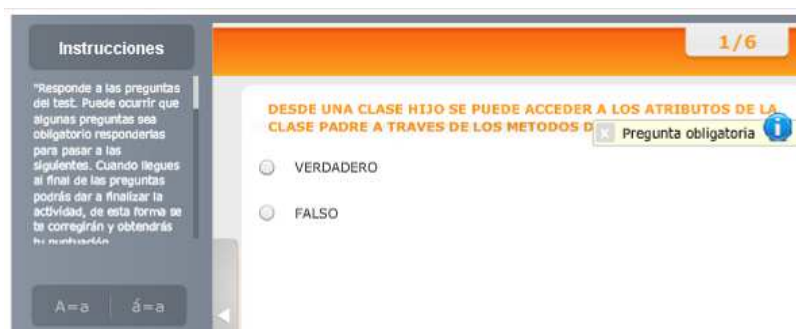 Instrucciones
"Responde a las preguntas
del test. Puede ocurrir que
algunas preguntas sea
obligatorio responderlas
para pasar a las
siguientes. Cuando llegues
al final de las preguntas
podrás dar a finalizar la
actividad, de esta forma se
te corregirán y obtendrás
tu puntuación
A=a
á=a
1/6
DESDE UNA CLASE HIJO SE PUEDE ACCEDER A LOS ATRIBUTOS DE LA
CLASE PADRE A TRAVES DE LOS METODOS
Pregunta obligatoria
VERDADERO
FALSO